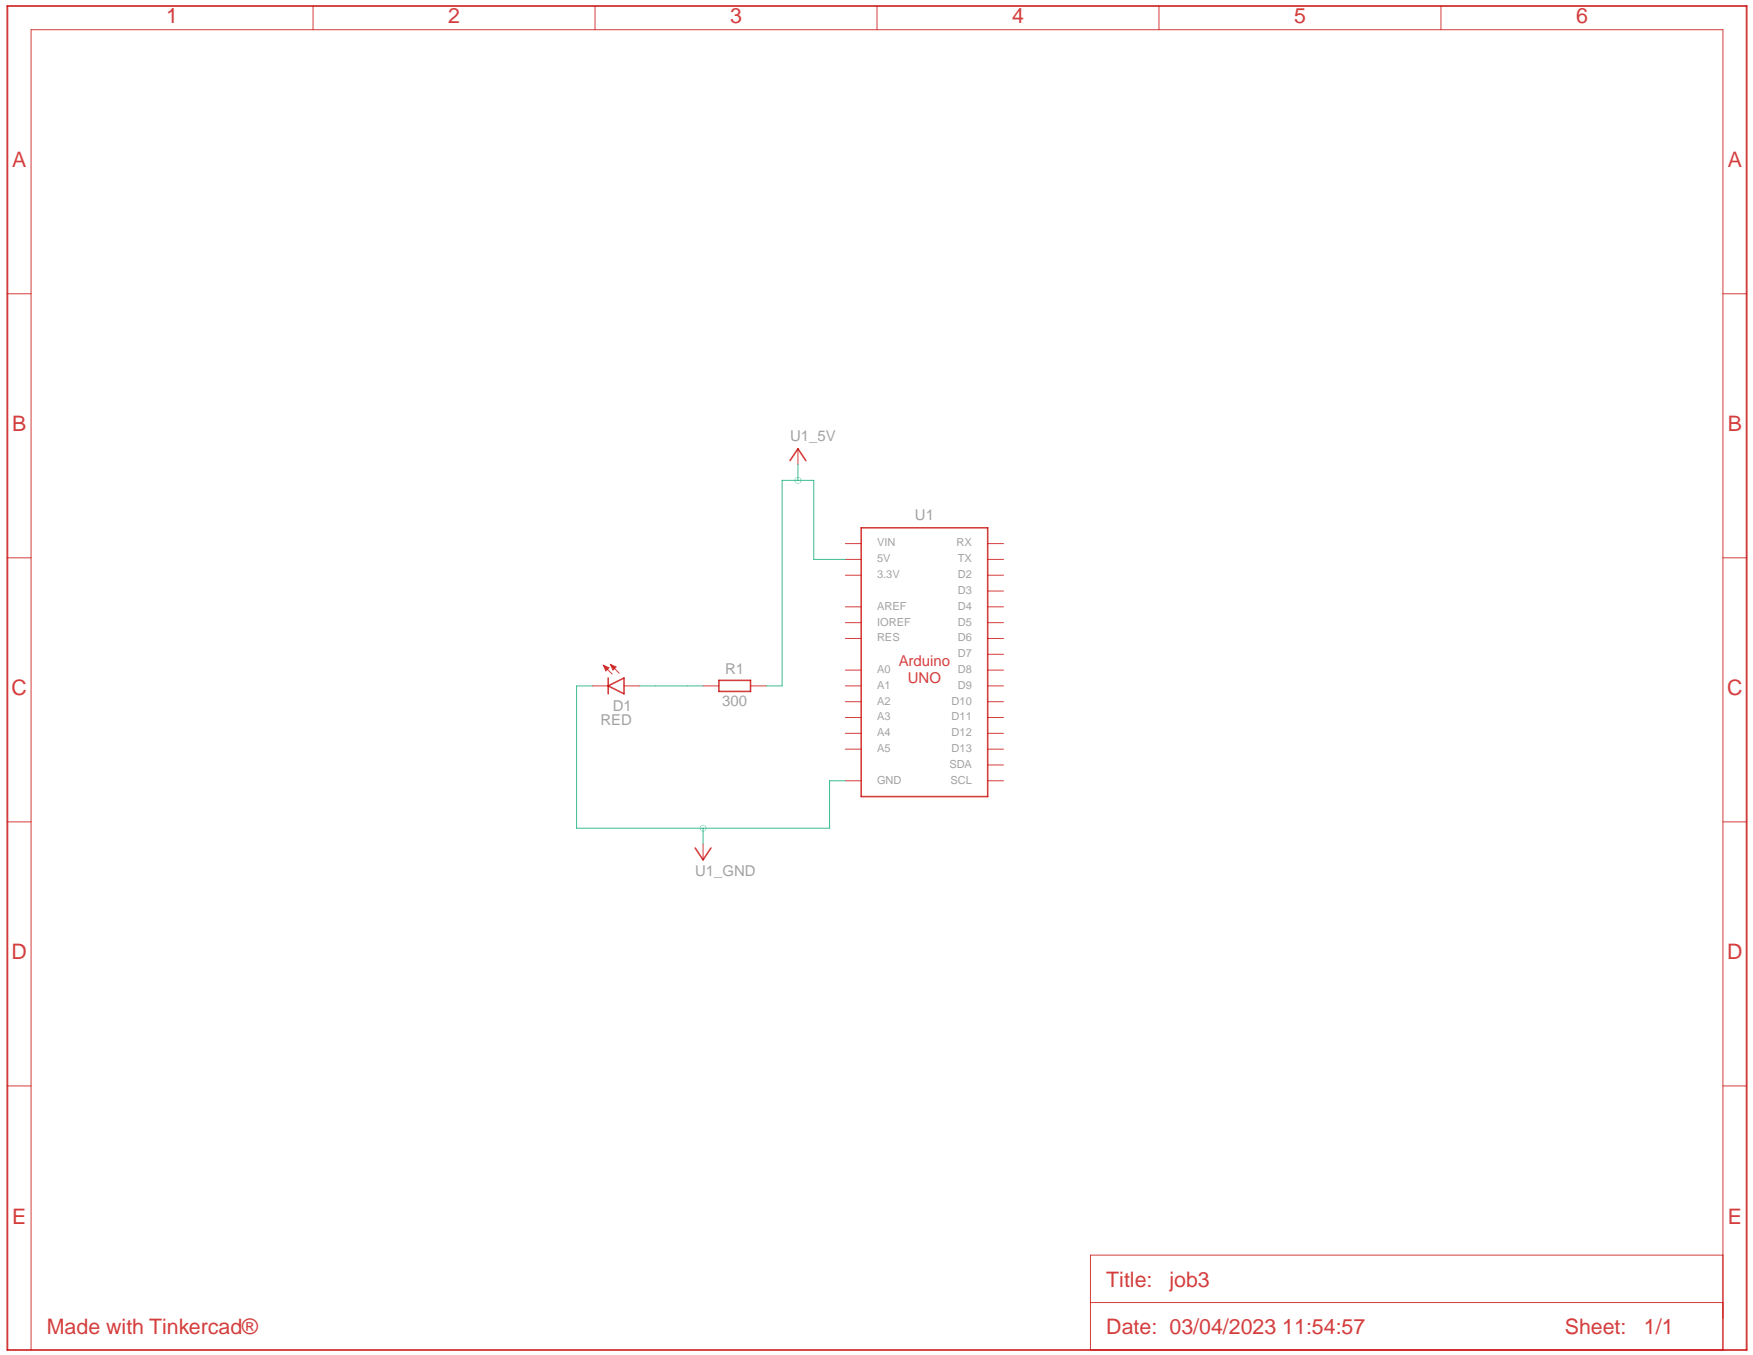 1 2 3 4 5 6
A A
B B
U1_5V
U1
VIN RX
5V TX
3.3V D2
D3
AREF D4
IOREF D5
RES D6
D7
Arduino
A0 D8
UNO
A1 D9
A2 D10
A3 D11
A4 D12
A5 D13
SDA
GND SCL
R1
300
D1
RED
C C
U1_GND
D D
E E
Title: job3
Date: 03/04/2023 11:54:57 Sheet: 1/1
Made with Tinkercad®